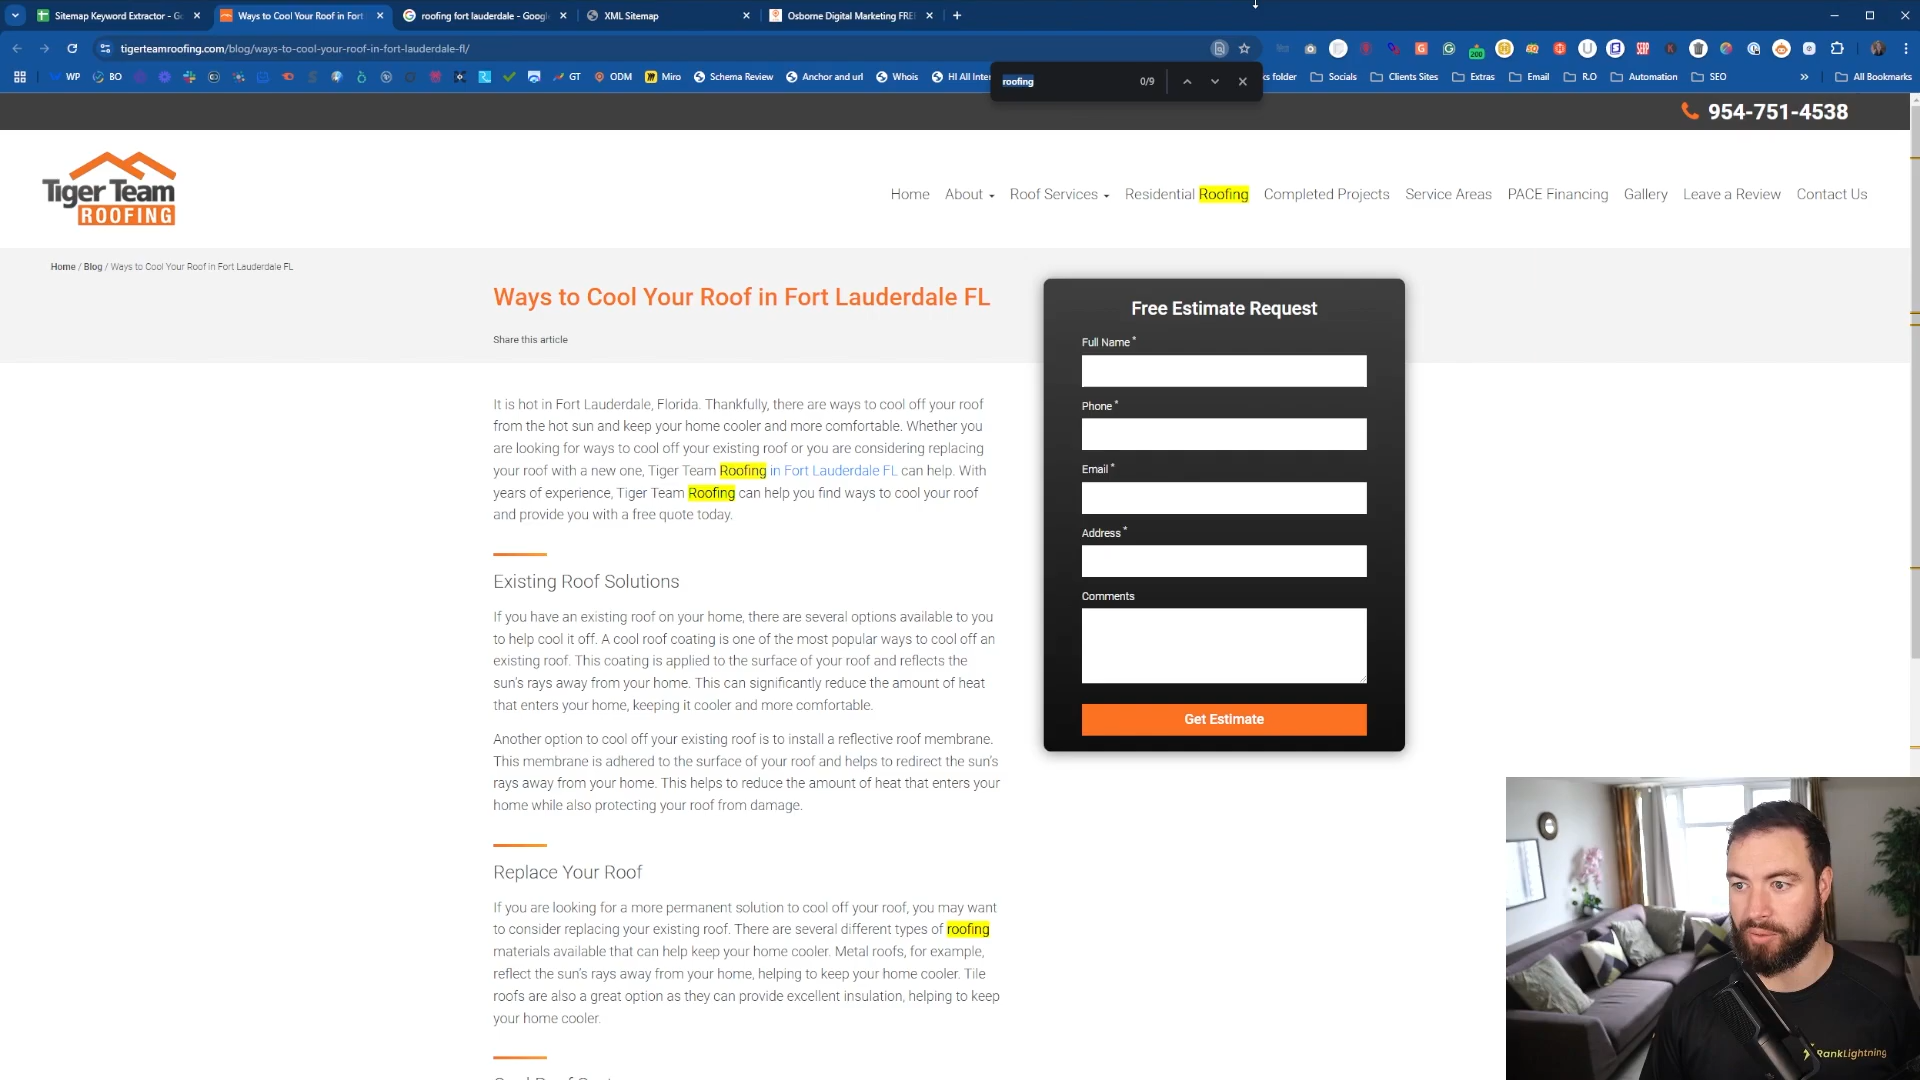 Sitemap Keyword Extractor - Go
Ways to Cool Your Roof in Fort
roofing fort lauderdale - Google
XML Sitemap
Osborne Digital Marketing FREE
tigerteamroofing.com/blog/ways-to-cool-your-roof-in-fort-lauderdale-fl/
WP
BO
GT
ODM
Miro
Schema Review
Anchor and url
Whois
HI All Inter
ks folder
Socials
Clients Sites
Extras
Email
R.O
Automation
SEO
All Bookmarks
roofing
0/9
954-751-4538
Tiger Team
ROOFING
Home
About
Roof Services
Residential Roofing
Completed Projects
Service Areas
PACE Financing
Gallery
Leave a Review
Contact Us
Home / Blog / Ways to Cool Your Roof in Fort Lauderdale FL
Ways to Cool Your Roof in Fort Lauderdale FL
Share this article
It is hot in Fort Lauderdale, Florida. Thankfully, there are ways to cool off your roof
from the hot sun and keep your home cooler and more comfortable. Whether you
are looking for ways to cool off your existing roof or you are considering replacing
your roof with a new one, Tiger Team Roofing in Fort Lauderdale FL can help. With
years of experience, Tiger Team Roofing can help you find ways to cool your roof
and provide you with a free quote today.
Existing Roof Solutions
If you have an existing roof on your home, there are several options available to you
to help cool it off. A cool roof coating is one of the most popular ways to cool off an
existing roof. This coating is applied to the surface of your roof and reflects the
sun's rays away from your home. This can significantly reduce the amount of heat
that enters your home, keeping it cooler and more comfortable.
Another option to cool off your existing roof is to install a reflective roof membrane.
This membrane is adhered to the surface of your roof and helps to redirect the sun's
rays away from your home. This helps to reduce the amount of heat that enters your
home while also protecting your roof from damage.
Replace Your Roof
If you are looking for a more permanent solution to cool off your roof, you may want
to consider replacing your existing roof. There are several different types of roofing
materials available that can help keep your home cooler. Metal roofs, for example,
reflect the sun's rays away from your home, helping to keep your home cooler. Tile
roofs are also a great option as they can provide excellent insulation, helping to keep
your home cooler.
Free Estimate Request
Full Name *
Phone *
Email *
Address *
Comments
Get Estimate
RankLightning